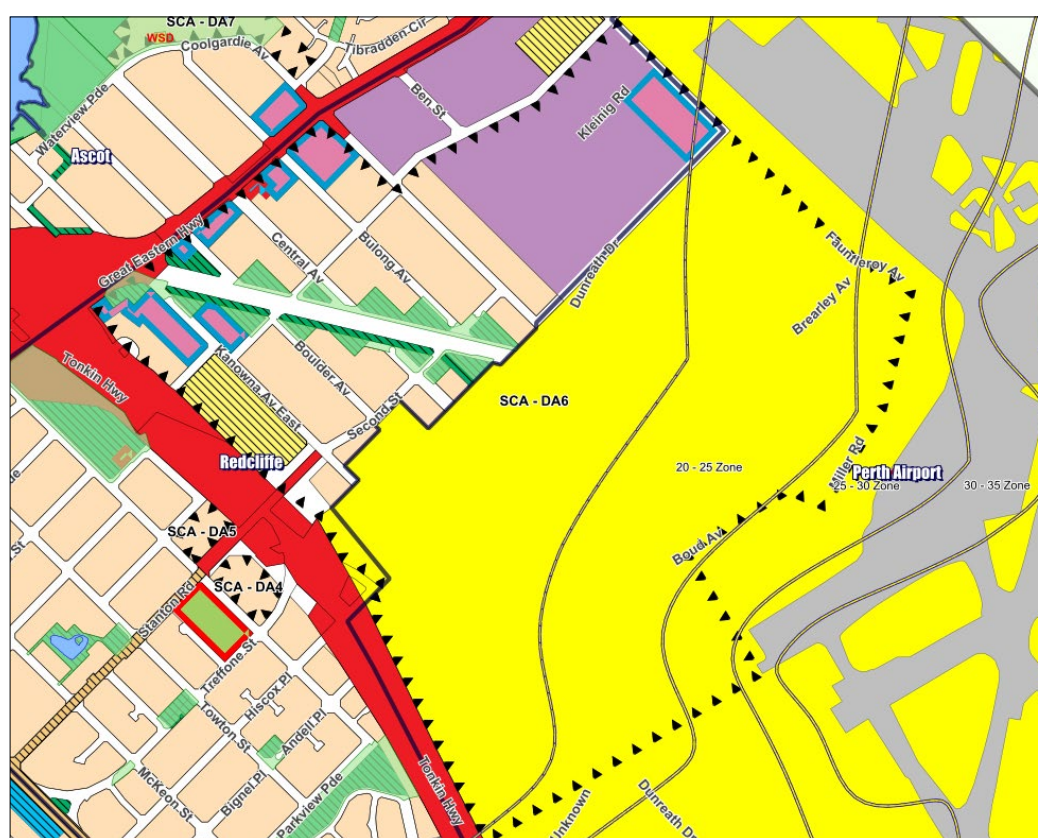 SCA - DA7
WSD
Coolgardie Av
Tibradden Cir
Waterview Pde
Ben St
Kleinig Rd
Ascot
Great Eastern Hwy
Central Av
Bulong Av
Dunreath Dr
Fauntleroy Av
Brearley Av
Tonkin Hwy
Kanowna Av East
Boulder Av
Second St
SCA - DA6
Redcliffe
20 - 25 Zone
Miller Rd
Perth Airport
25 - 30 Zone
30 - 35 Zone
SCA - DA5
St
Boud Av
SCA - DA4
Stanton Rd
Treffone St
Hiscox Pl
Towton St
Andell Pl
McKeon St
Bignel Pl
Parkview Pde
Tonkin Hwy
Unknown
Dunreath Dr